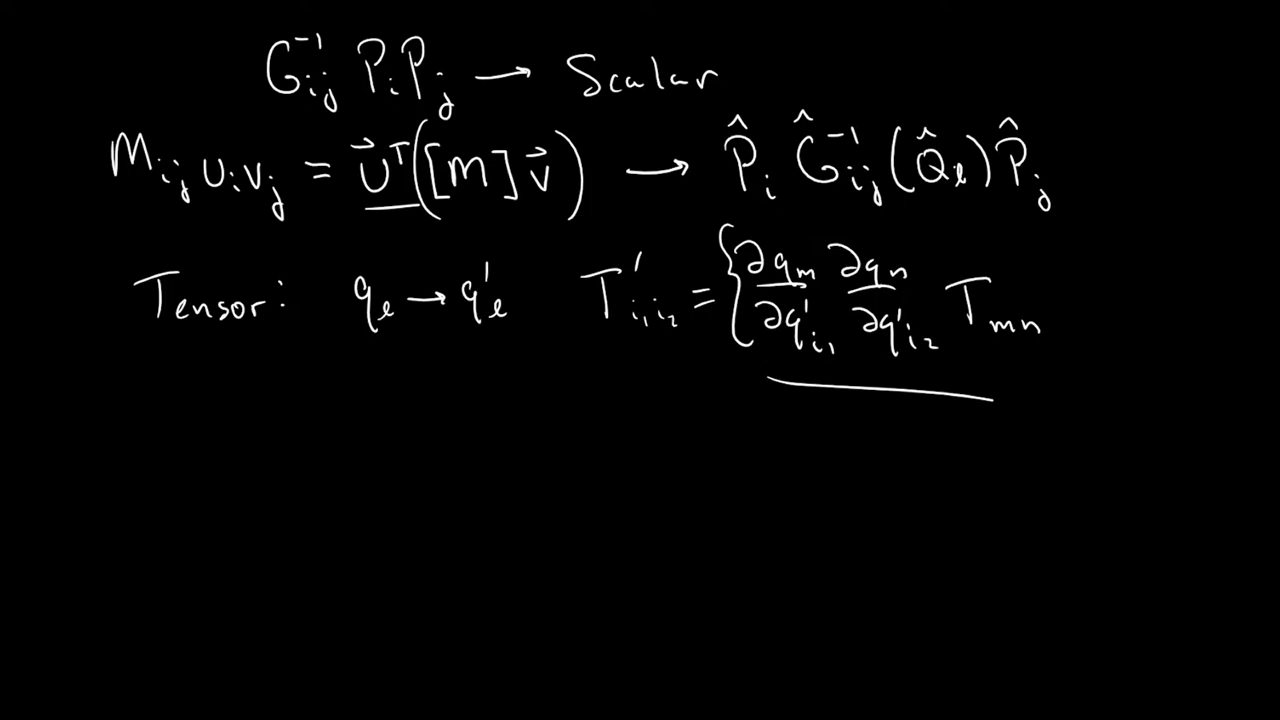 G⁻¹ᵢⱼ PᵢPⱼ → Scalar
Mᵢⱼ uᵢvⱼ = u⃗ᵀ([M]v⃗) → P̂ᵢ Ĝ⁻¹ᵢⱼ(Q̂ₗ)P̂ⱼ
Tensor: qₗ → q'ₗ T'ᵢ₁ᵢ₂ = {∂qₘ/∂q'ᵢ₁ ∂qₙ/∂q'ᵢ₂ Tₘₙ